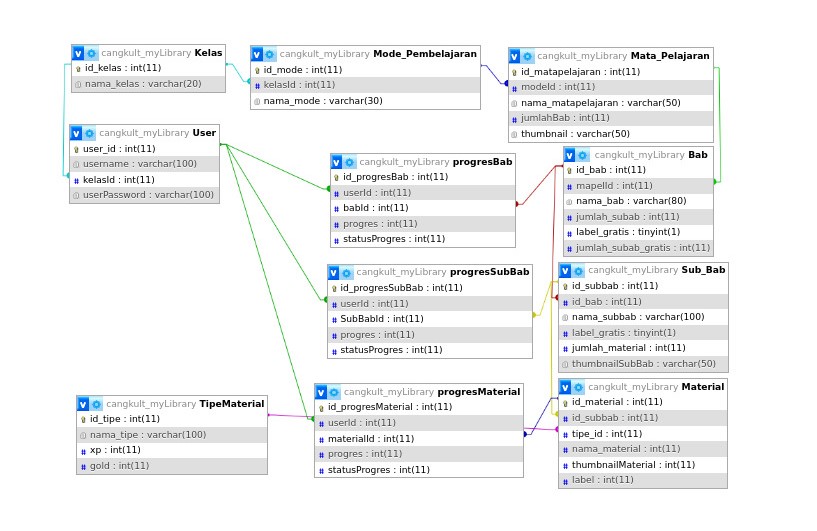 cangkult_myLibrary Kelas
id_kelas : int(11)
nama_kelas : varchar(20)
cangkult_myLibrary Mode_Pembelajaran
id_mode : int(11)
kelasId : int(11)
nama_mode : varchar(30)
cangkult_myLibrary Mata_Pelajaran
id_matapelajaran : int(11)
modeId : int(11)
nama_matapelajaran : varchar(50)
jumlahBab : int(11)
thumbnail : varchar(50)
cangkult_myLibrary User
user_id : int(11)
username : varchar(100)
kelasId : int(11)
userPassword : varchar(100)
cangkult_myLibrary progresBab
id_progresBab : int(11)
userId : int(11)
babId : int(11)
progres : int(11)
statusProgres : int(11)
cangkult_myLibrary Bab
id_bab : int(11)
mapelId : int(11)
nama_bab : varchar(80)
jumlah_subab : int(11)
label_gratis : tinyint(1)
jumlah_subab_gratis : int(11)
cangkult_myLibrary progresSubBab
id_progresSubBab : int(11)
userId : int(11)
SubBabId : int(11)
progres : int(11)
statusProgres : int(11)
cangkult_myLibrary Sub_Bab
id_subbab : int(11)
id_bab : int(11)
nama_subbab : varchar(100)
label_gratis : tinyint(1)
jumlah_material : int(11)
thumbnailSubBab : varchar(50)
cangkult_myLibrary TipeMaterial
id_tipe : int(11)
nama_tipe : varchar(100)
xp : int(11)
gold : int(11)
cangkult_myLibrary progresMaterial
id_progresMaterial : int(11)
userId : int(11)
materialId : int(11)
progres : int(11)
statusProgres : int(11)
cangkult_myLibrary Material
id_material : int(11)
id_subbab : int(11)
tipe_id : int(11)
nama_material : int(11)
thumbnailMaterial : int(11)
label : int(11)